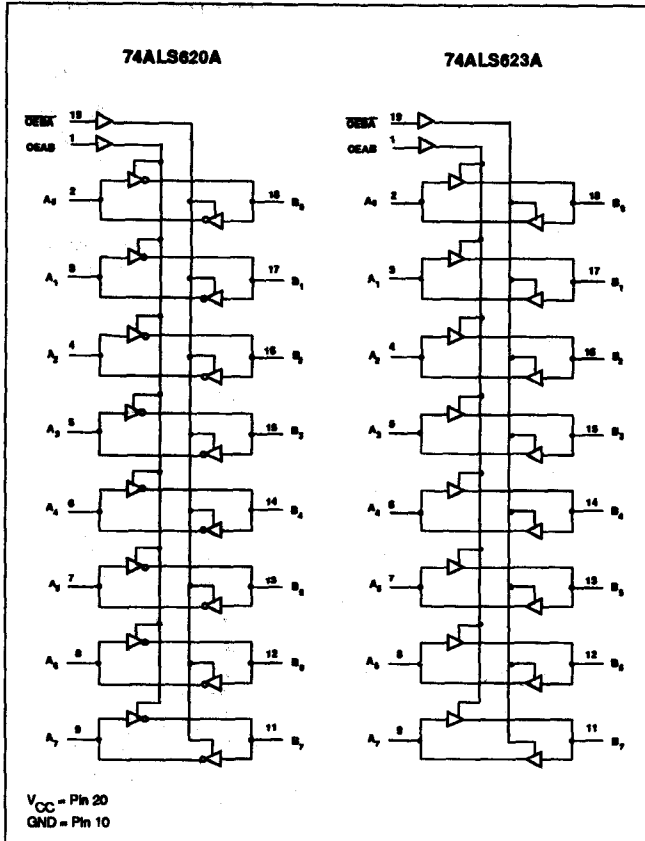 74ALS620A
OEBA 19
OEAB 1
A₀ 2 18 B₀
A₁ 3 17 B₁
A₂ 4 16 B₂
A₃ 5 15 B₃
A₄ 6 14 B₄
A₅ 7 13 B₅
A₆ 8 12 B₆
A₇ 9 11 B₇
V_CC = Pin 20
GND = Pin 10
74ALS623A
OEBA 19
OEAB 1
A₀ 2 18 B₀
A₁ 3 17 B₁
A₂ 4 16 B₂
A₃ 5 15 B₃
A₄ 6 14 B₄
A₅ 7 13 B₅
A₆ 8 12 B₆
A₇ 9 11 B₇